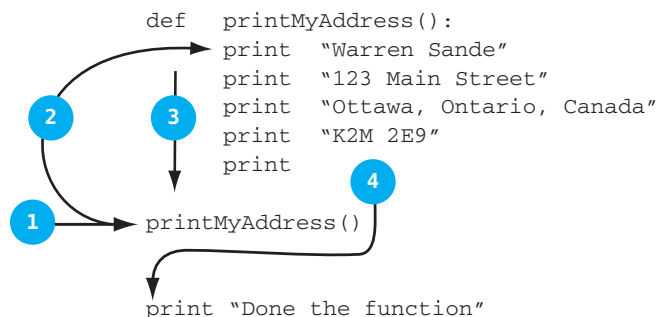 def printMyAddress():
print “Warren Sande”
print “123 Main Street”
2
3
print “Ottawa, Ontario, Canada”
print “K2M 2E9”
print
4
1
printMyAddress()
print “Done the function”